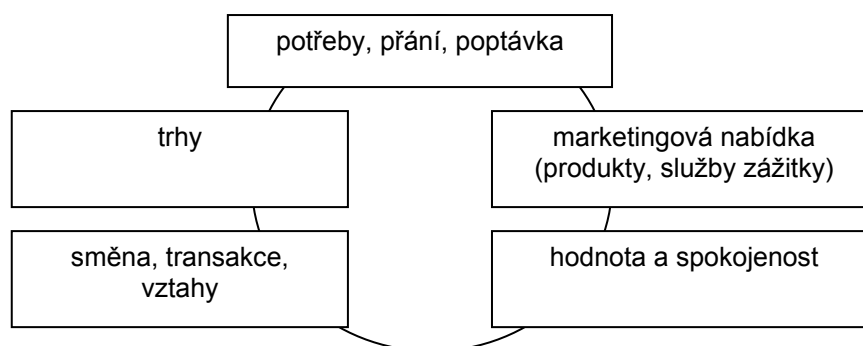 potřeby, přání, poptávka
trhy
marketingová nabídka
(produkty, služby zážitky)
směna, transakce,
vztahy
hodnota a spokojenost